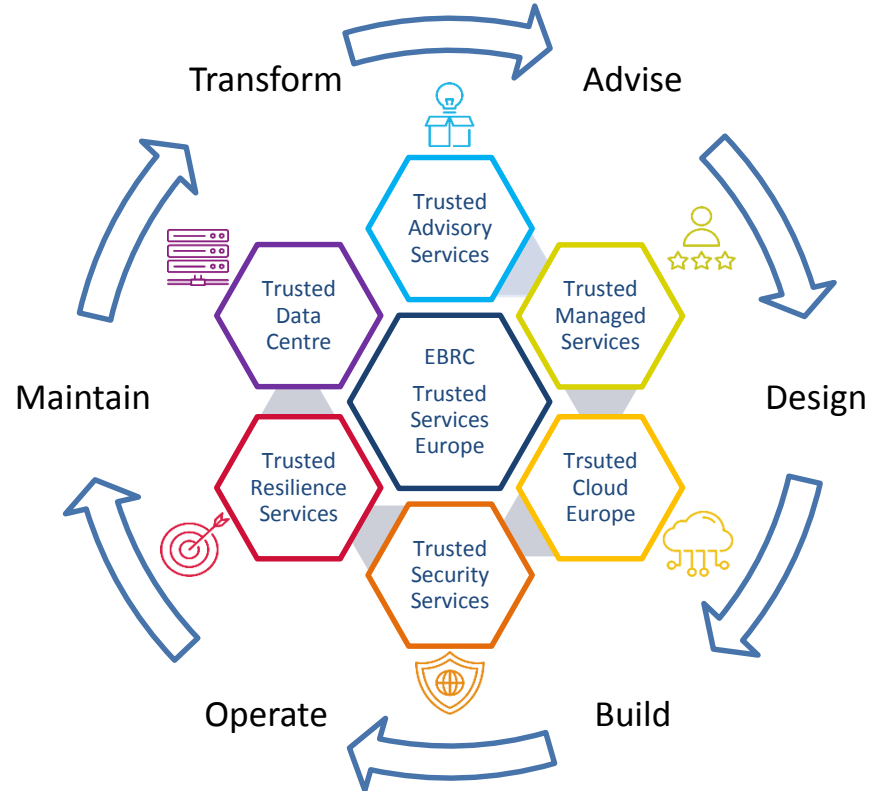 Transform
Advise
Trusted
Advisory
Services
Trusted
Data
Centre
Trusted
Managed
Services
EBRC
Trusted
Services
Europe
Maintain
Design
Trusted
Resilience
Services
Trsuted
Cloud
Europe
Trusted
Security
Services
Operate
Build